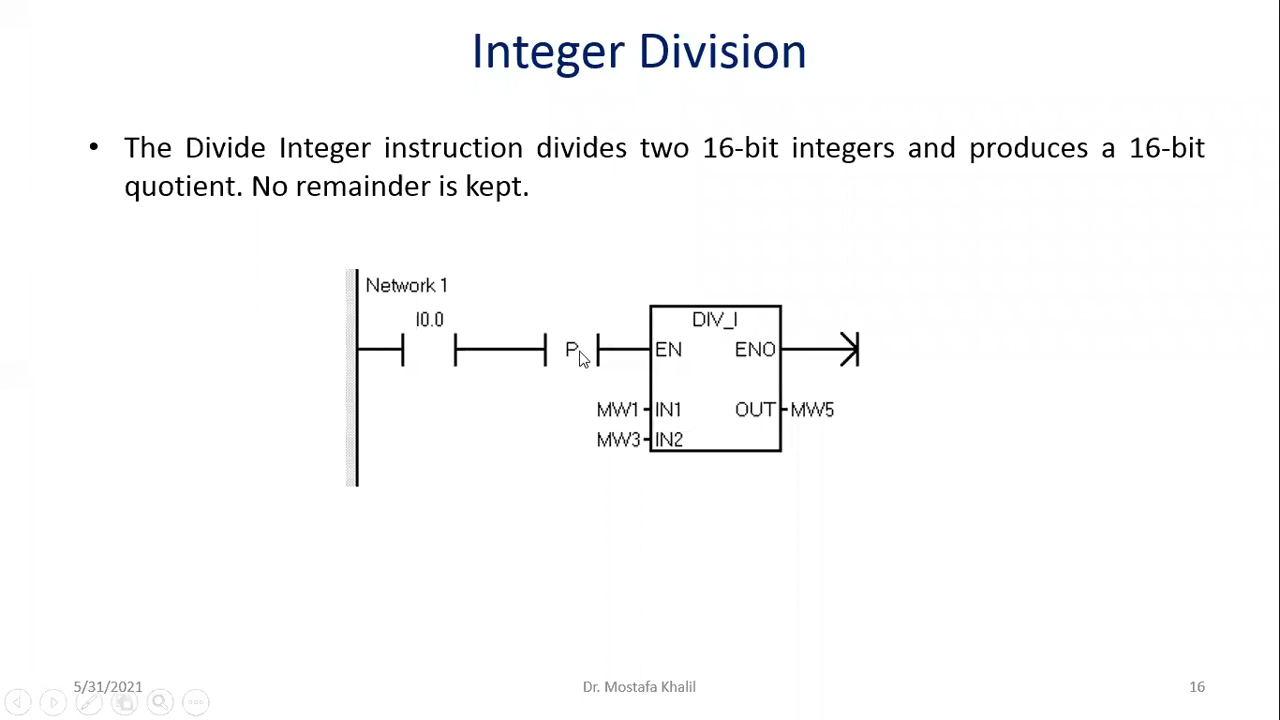 Integer Division
• The Divide Integer instruction divides two 16-bit integers and produces a 16-bit
quotient. No remainder is kept.
Network 1
I0.0
DIV_I
P
EN
ENO
MW1
IN1
OUT
MW5
MW3
IN2
5/31/2021
Dr. Mostafa Khalil
16